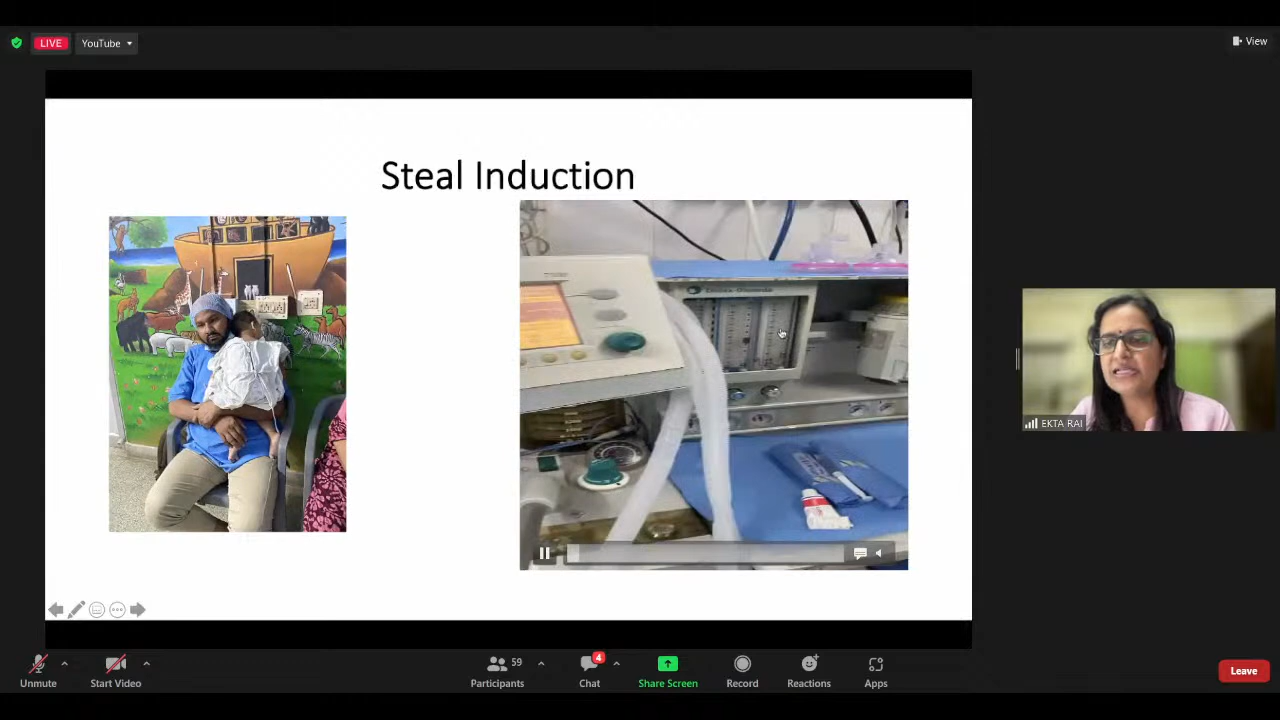 LIVE
YouTube
View
Steal Induction
EKTA RAI
Unmute
Start Video
59
Participants
4
Chat
Share Screen
Record
Reactions
Apps
Leave